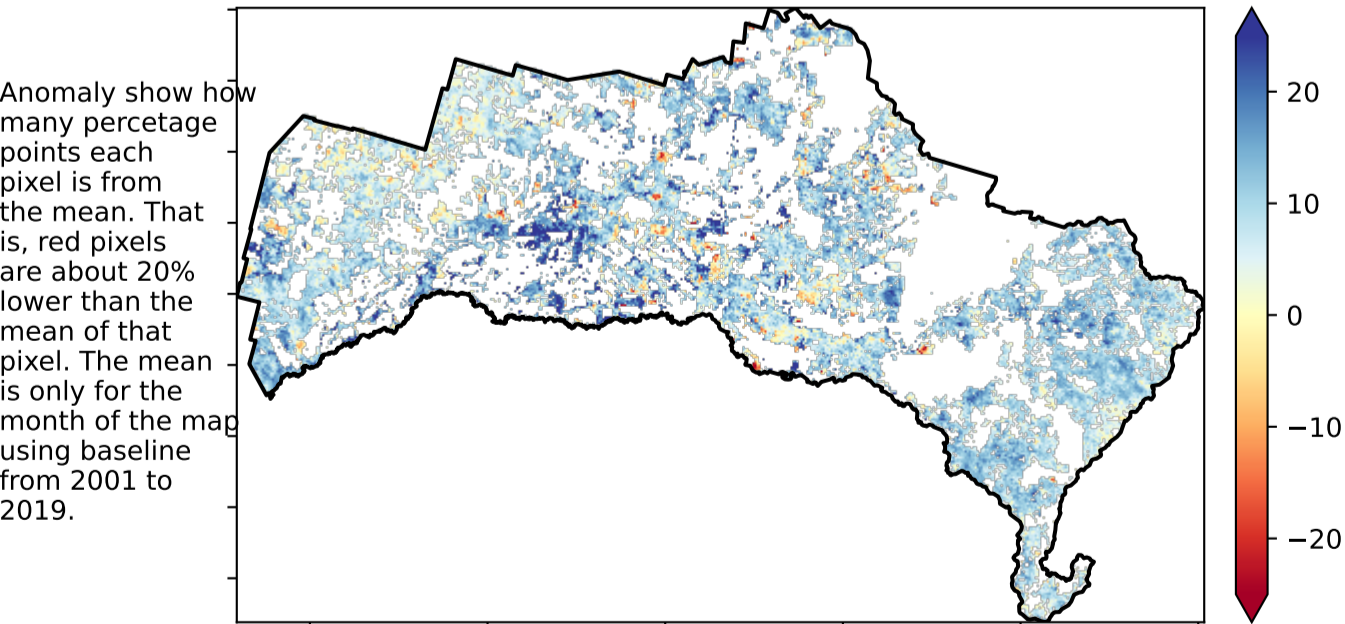 Anomaly show how
many percetage
points each
pixel is from
the mean. That
is, red pixels
are about 20%
lower than the
mean of that
pixel. The mean
is only for the
month of the map
using baseline
from 2001 to
2019.
20
10
0
−10
−20